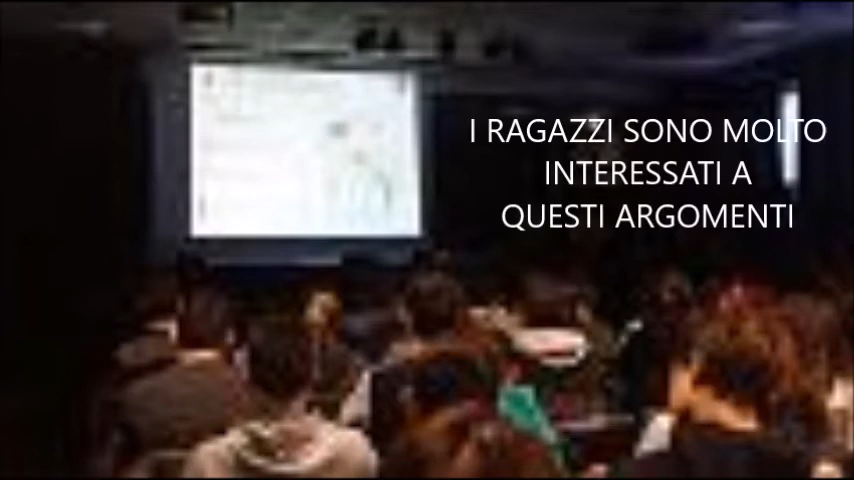 I RAGAZZI SONO MOLTO
INTERESSATI A
QUESTI ARGOMENTI